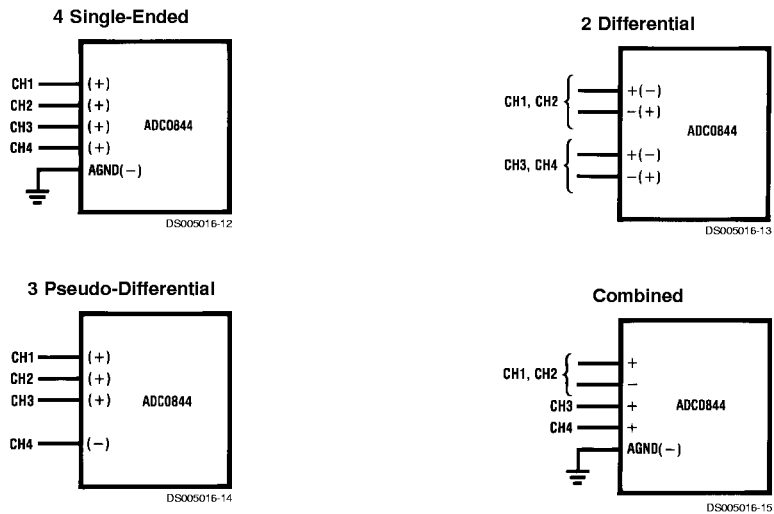 4 Single-Ended
CH1 (+)
CH2 (+)
CH3 (+)
CH4 (+)
AGND(−)
ADC0844
DS005016-12
2 Differential
CH1, CH2
+(−)
−(+)
CH3, CH4
+(−)
−(+)
ADC0844
DS005016-13
3 Pseudo-Differential
CH1 (+)
CH2 (+)
CH3 (+)
CH4 (−)
ADC0844
DS005016-14
Combined
CH1, CH2
+
−
CH3 +
CH4 +
AGND(−)
ADC0844
DS005016-15